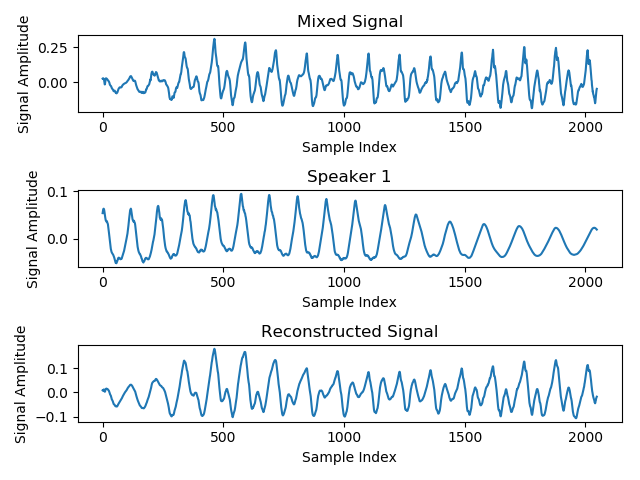 Mixed Signal
Signal Amplitude
0.25
0.00
0 500 1000 1500 2000
Sample Index
Speaker 1
Signal Amplitude
0.1
0.0
0 500 1000 1500 2000
Sample Index
Reconstructed Signal
Signal Amplitude
0.1
0.0
−0.1
0 500 1000 1500 2000
Sample Index